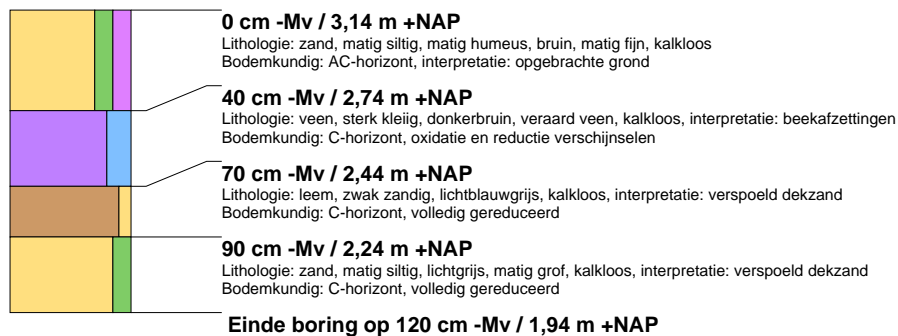 0 cm -Mv / 3,14 m +NAP
Lithologie: zand, matig siltig, matig humeus, bruin, matig fijn, kalkloos
Bodemkundig: AC-horizont, interpretatie: opgebrachte grond
40 cm -Mv / 2,74 m +NAP
Lithologie: veen, sterk kleiig, donkerbruin, veraard veen, kalkloos, interpretatie: beekafzettingen
Bodemkundig: C-horizont, oxidatie en reductie verschijnselen
70 cm -Mv / 2,44 m +NAP
Lithologie: leem, zwak zandig, lichtblauwgrijs, kalkloos, interpretatie: verspoeld dekzand
Bodemkundig: C-horizont, volledig gereduceerd
90 cm -Mv / 2,24 m +NAP
Lithologie: zand, matig siltig, lichtgrijs, matig grof, kalkloos, interpretatie: verspoeld dekzand
Bodemkundig: C-horizont, volledig gereduceerd
Einde boring op 120 cm -Mv / 1,94 m +NAP